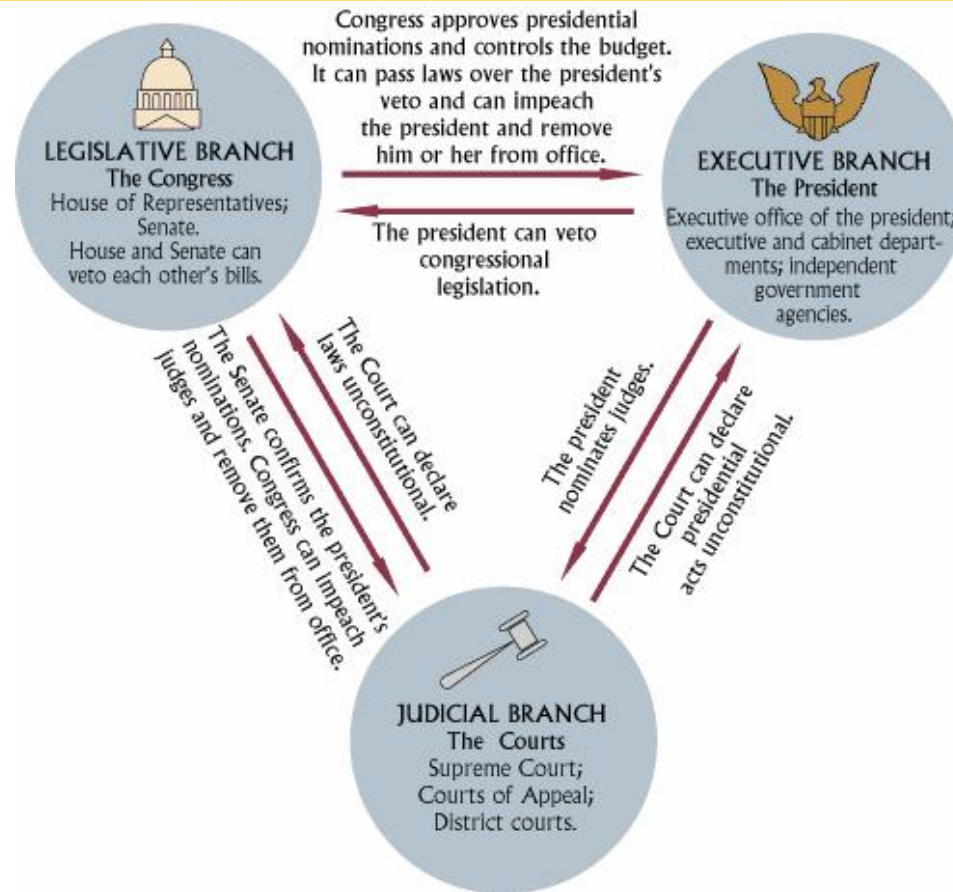 Congress approves presidential
nominations and controls the budget.
It can pass laws over the president's
veto and can impeach
the president and remove
him or her from office.
LEGISLATIVE BRANCH
The Congress
House of Representatives;
Senate.
House and Senate can
veto each other's bills.
EXECUTIVE BRANCH
The President
Executive office of the president;
executive and cabinet depart-
ments; independent
government
agencies.
The president can veto
congressional
legislation.
The Senate confirms the president's
nominations. Congress can impeach
judges and remove them from office.
The Court can declare
laws unconstitutional.
The president
nominates judges.
The Court can declare
presidential
acts unconstitutional.
JUDICIAL BRANCH
The Courts
Supreme Court;
Courts of Appeal;
District courts.